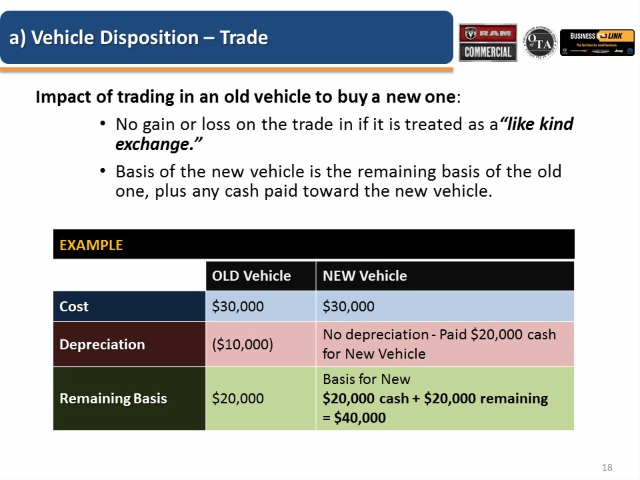 a) Vehicle Disposition – Trade
RAM
COMMERCIAL
OTA
BUSINESS LINK
Impact of trading in an old vehicle to buy a new one:
• No gain or loss on the trade in if it is treated as a “like kind
exchange.”
• Basis of the new vehicle is the remaining basis of the old
one, plus any cash paid toward the new vehicle.
EXAMPLE
OLD Vehicle NEW Vehicle
Cost $30,000 $30,000
Depreciation ($10,000) No depreciation - Paid $20,000 cash
for New Vehicle
Remaining Basis $20,000 Basis for New
$20,000 cash + $20,000 remaining
= $40,000
18